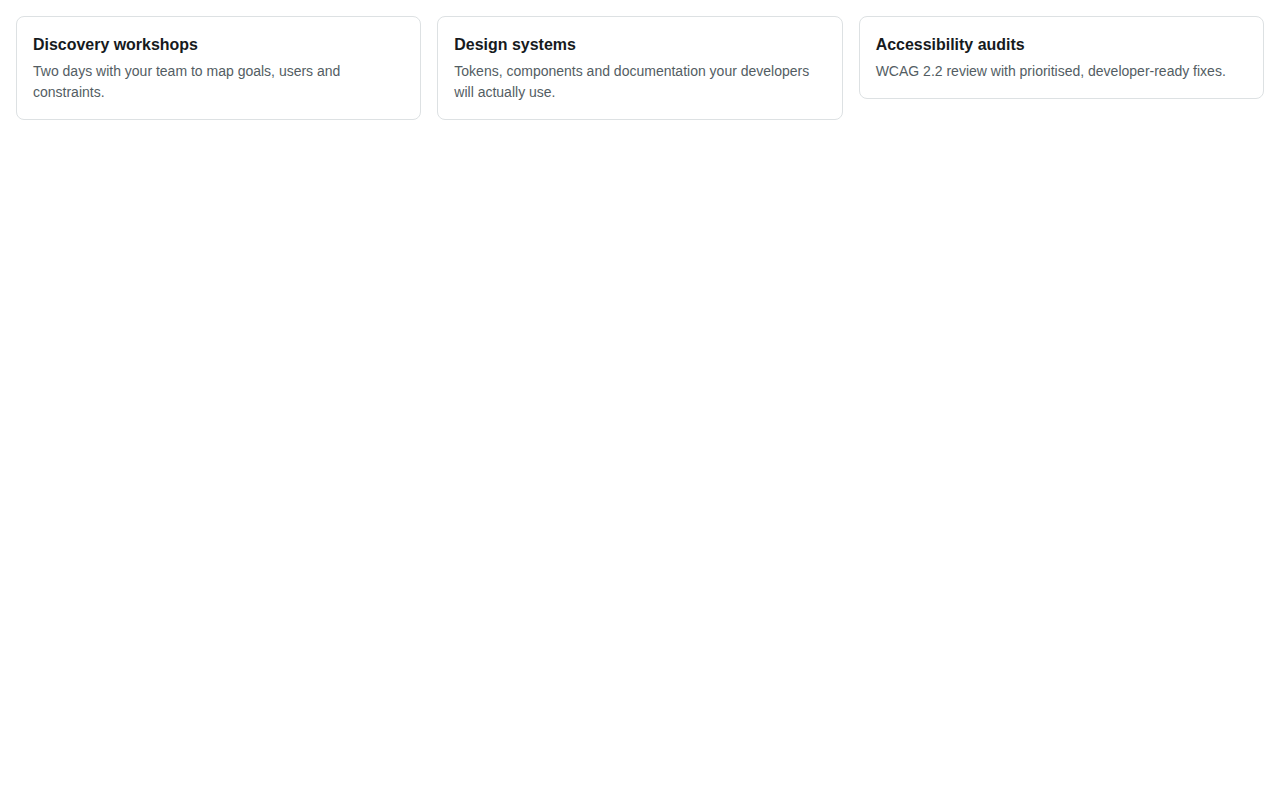 Discovery workshops
Two days with your team to map goals, users and
constraints.
Design systems
Tokens, components and documentation your developers
will actually use.
Accessibility audits
WCAG 2.2 review with prioritised, developer-ready fixes.